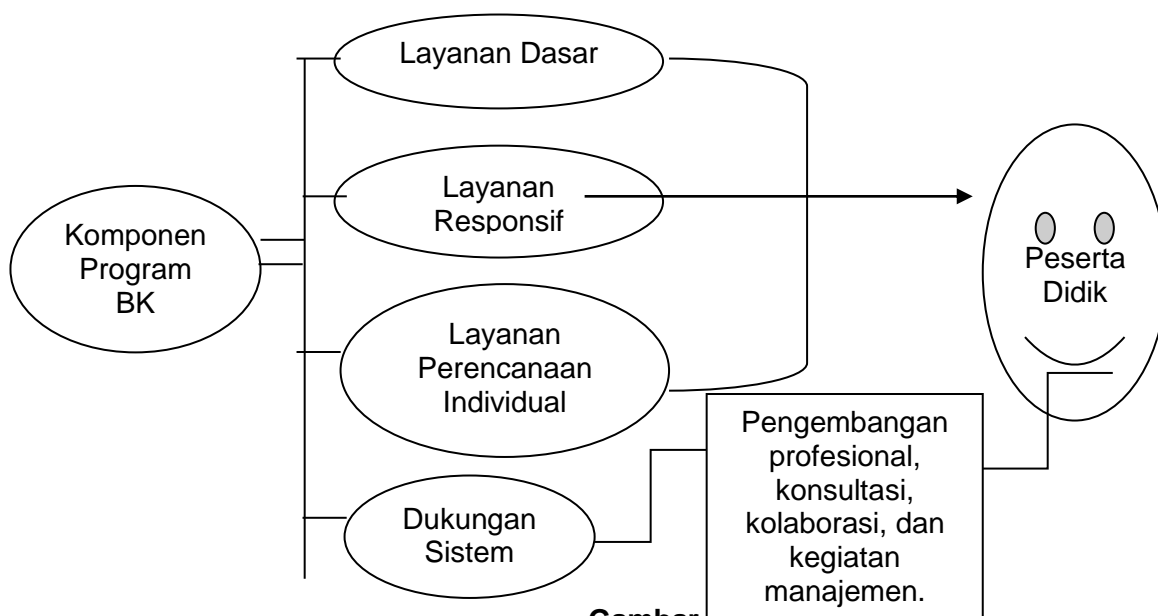 Layanan Dasar
Layanan
Responsif
Komponen
Program
BK
Peserta
Didik
Layanan
Perencanaan
Individual
Pengembangan
profesional,
konsultasi,
kolaborasi, dan
kegiatan
manajemen.
Dukungan
Sistem
Gambar